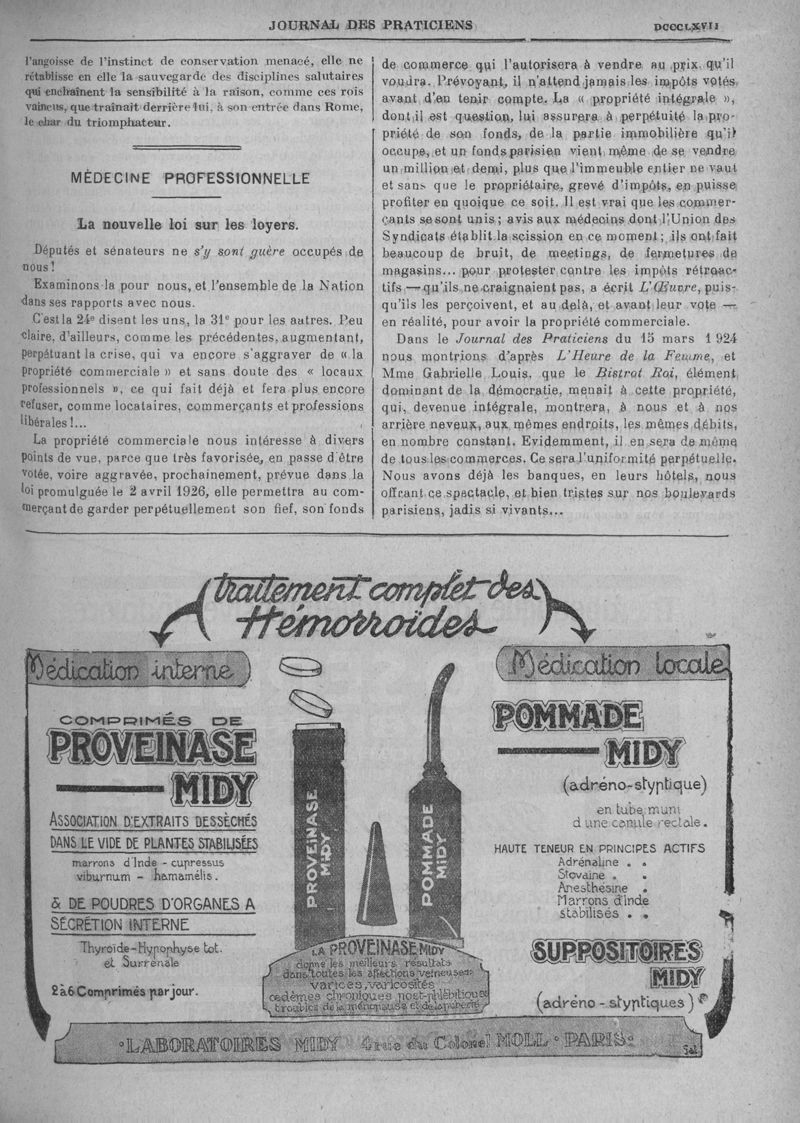 JOURNAL DES PRATICIENS
DCCCLXVII
l'angoisse de l'instinct de conservation menacé, elle ne
rétablisse en elle la sauvegarde des disciplines salutaires
qui enchaînent la sensibilité à la raison, comme ces rois
vaincus, que traînait derrière lui, à son entrée dans Rome,
le char du triomphateur.
MÉDECINE PROFESSIONNELLE
La nouvelle loi sur les loyers.
Députés et sénateurs ne s'y sont guère occupés de
nous !
Examinons-la pour nous, et l'ensemble de la Nation
dans ses rapports avec nous.
C'est la 24e disent les uns, la 31e pour les autres. Peu
claire, d'ailleurs, comme les précédentes, augmentant,
perpétuant la crise, qui va encore s'aggraver de « la
propriété commerciale » et sans doute des « locaux
professionnels », ce qui fait déjà et fera plus encore
refuser, comme locataires, commerçants et professions
libérales !...
La propriété commerciale nous intéresse à divers
points de vue, parce que très favorisée, en passe d'être
votée, voire aggravée, prochainement, prévue dans la
loi promulguée le 2 avril 1926, elle permettra au com-
merçant de garder perpétuellement son fief, son fonds
de commerce qui l'autorisera à vendre au prix qu'il
voudra. Prévoyant, il n'attend jamais les impôts votés
avant d'en tenir compte. La « propriété intégrale »,
dont il est question, lui assurera à perpétuité la pro-
priété de son fonds, de la partie immobilière qu'il
occupe, et un fonds parisien vient même de se vendre
un million et demi, plus que l'immeuble entier ne vaut
et sans que le propriétaire, grevé d'impôts, en puisse
profiter en quoique ce soit. Il est vrai que les commer-
çants se sont unis ; avis aux médecins dont l'Union des
Syndicats établit la scission en ce moment ; ils ont fait
beaucoup de bruit, de meetings, de fermetures de
magasins... pour protester contre les impôts rétroac-
tifs — qu'ils ne craignaient pas, a écrit L'Œuvre, puis-
qu'ils les perçoivent, et au delà, et avant leur vote —
en réalité, pour avoir la propriété commerciale.
Dans le Journal des Praticiens du 15 mars 1924
nous montrions d'après L'Heure de la Femme, et
Mme Gabrielle Louis, que le Bistrot Roi, élément
dominant de la démocratie, menait à cette propriété,
qui, devenue intégrale, montrera, à nous et à nos
arrière neveux, aux mêmes endroits, les mêmes débits,
en nombre constant. Evidemment, il en sera de même
de tous les commerces. Ce sera l'uniformité perpétuelle.
Nous avons déjà les banques, en leurs hôtels, nous
offrant ce spectacle, et bien tristes sur nos boulevards
parisiens, jadis si vivants...
traitement complet des
Hémorroïdes
Médication interne
COMPRIMÉS DE
PROVEINASE
MIDY
ASSOCIATION D'EXTRAITS DESSÉCHÉS
DANS LE VIDE DE PLANTES STABILISÉES
marrons d'Inde - cupressus
viburnum - hamamélis.
& DE POUDRES D'ORGANES A
SÉCRÉTION INTERNE
Thyroïde-Hypophyse tot.
et Surrénale
2 à 6 Comprimés par jour.
PROVEINASE
MIDY
POMMADE
MIDY
LA PROVEINASE MIDY
donne les meilleurs résultats
dans toutes les affections veineuses:
varices, varicosités
œdèmes chroniques post-phlébitiques
troubles de la ménopause et de la puberté
Médication locale
POMMADE
MIDY
(adréno-styptique)
en tube muni
d'une canule rectale.
HAUTE TENEUR EN PRINCIPES ACTIFS
Adrénaline . .
Stovaine . .
Anesthésine .
Marrons d'Inde
stabilisés . .
SUPPOSITOIRES
MIDY
(adréno-styptiques)
LABORATOIRES MIDY 4 rue du Colonel MOLL PARIS